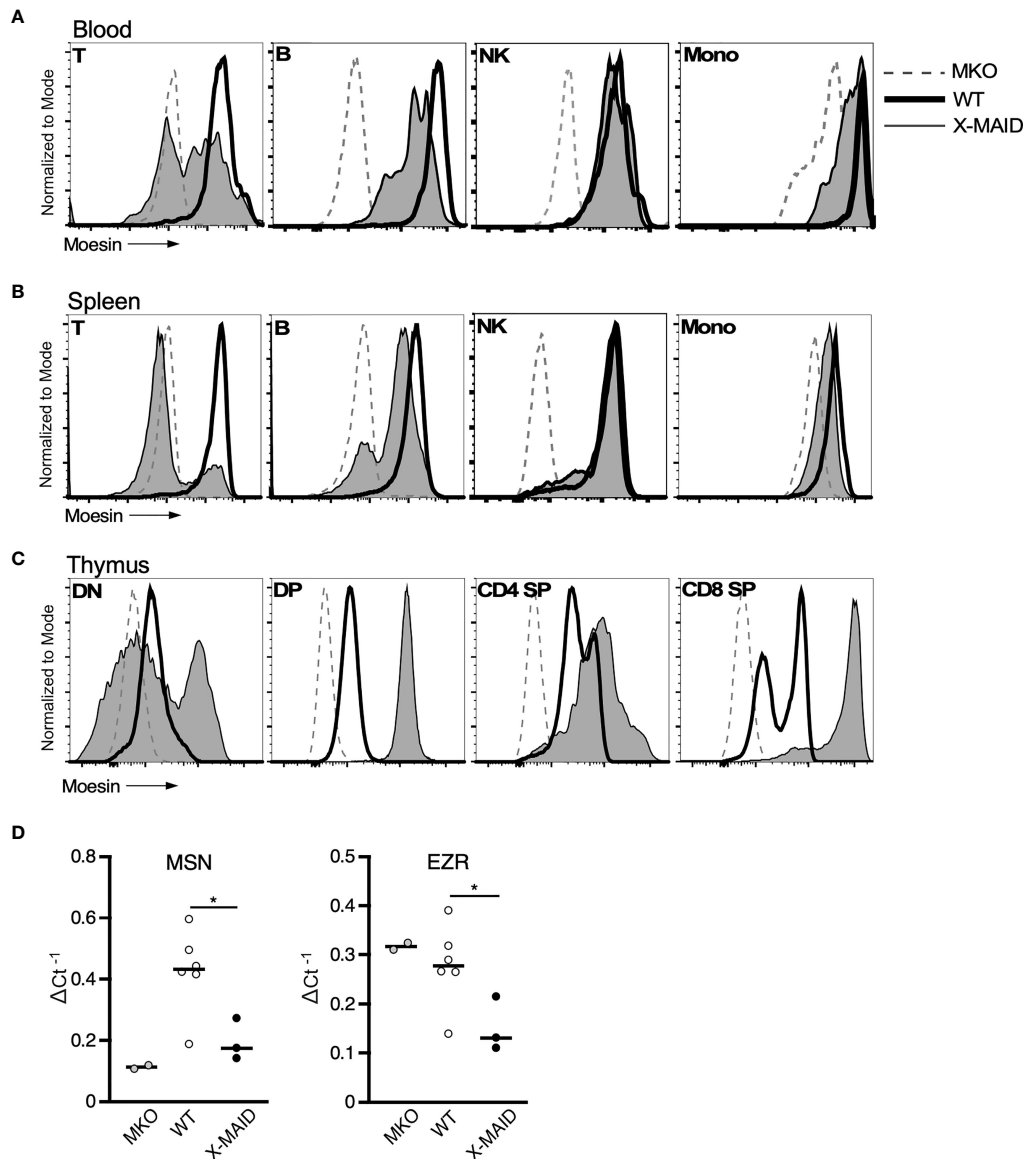 A
Blood
T
B
NK
Mono
Normalized to Mode
Moesin
MKO
WT
X-MAID
B
Spleen
T
B
NK
Mono
Normalized to Mode
Moesin
C
Thymus
DN
DP
CD4 SP
CD8 SP
Normalized to Mode
Moesin
D
MSN
*
0.8
0.6
0.4
0.2
0
ΔCt -1
MKO
WT
X-MAID
EZR
*
0.5
0.4
0.3
0.2
0.1
0
ΔCt -1
MKO
WT
X-MAID